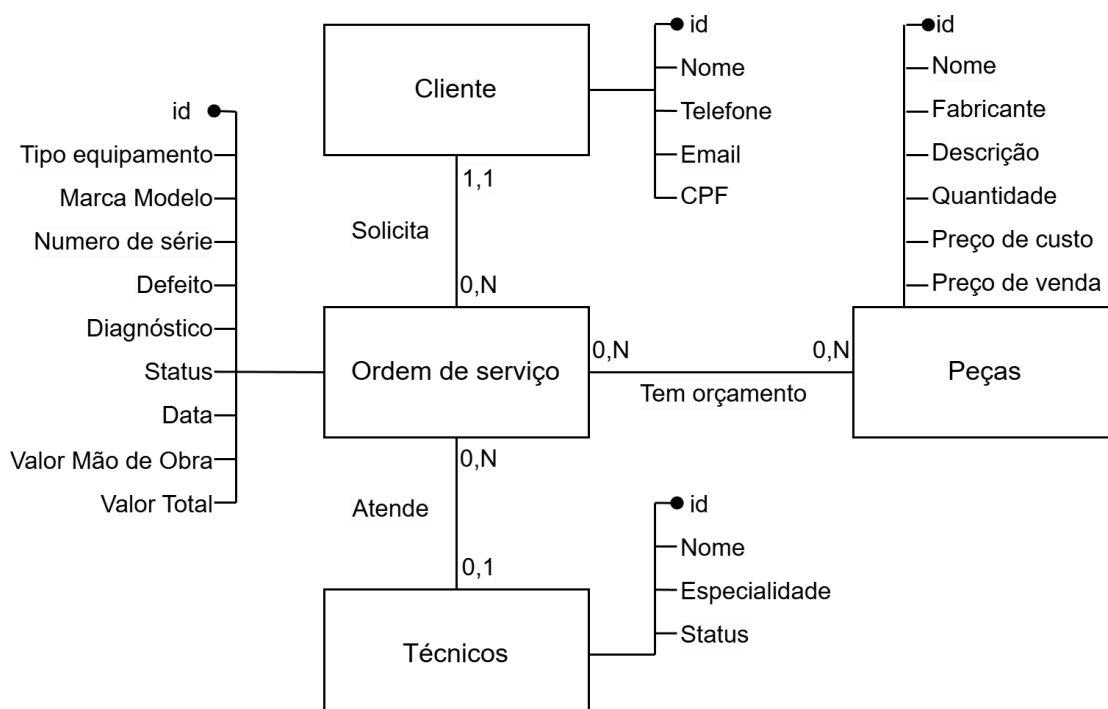 Cliente
id
Nome
Telefone
Email
CPF
id
Nome
Fabricante
Descrição
Quantidade
Preço de custo
Preço de venda
id
Tipo equipamento
Marca Modelo
Numero de série
Defeito
Diagnóstico
Status
Data
Valor Mão de Obra
Valor Total
1,1
Solicita
0,N
Ordem de serviço
0,N
0,N
Tem orçamento
Peças
0,N
Atende
0,1
Técnicos
id
Nome
Especialidade
Status